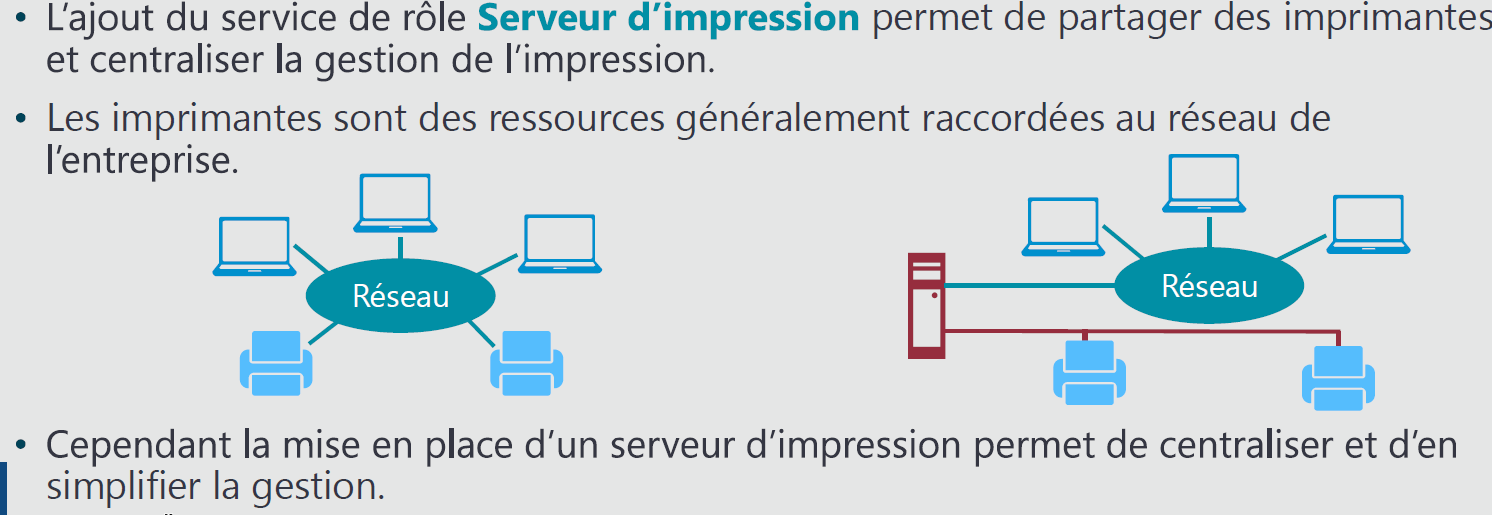 • L’ajout du service de rôle Serveur d’impression permet de partager des imprimantes
et centraliser la gestion de l’impression.
• Les imprimantes sont des ressources généralement raccordées au réseau de
l’entreprise.
Réseau
Réseau
• Cependant la mise en place d’un serveur d’impression permet de centraliser et d’en
simplifier la gestion.